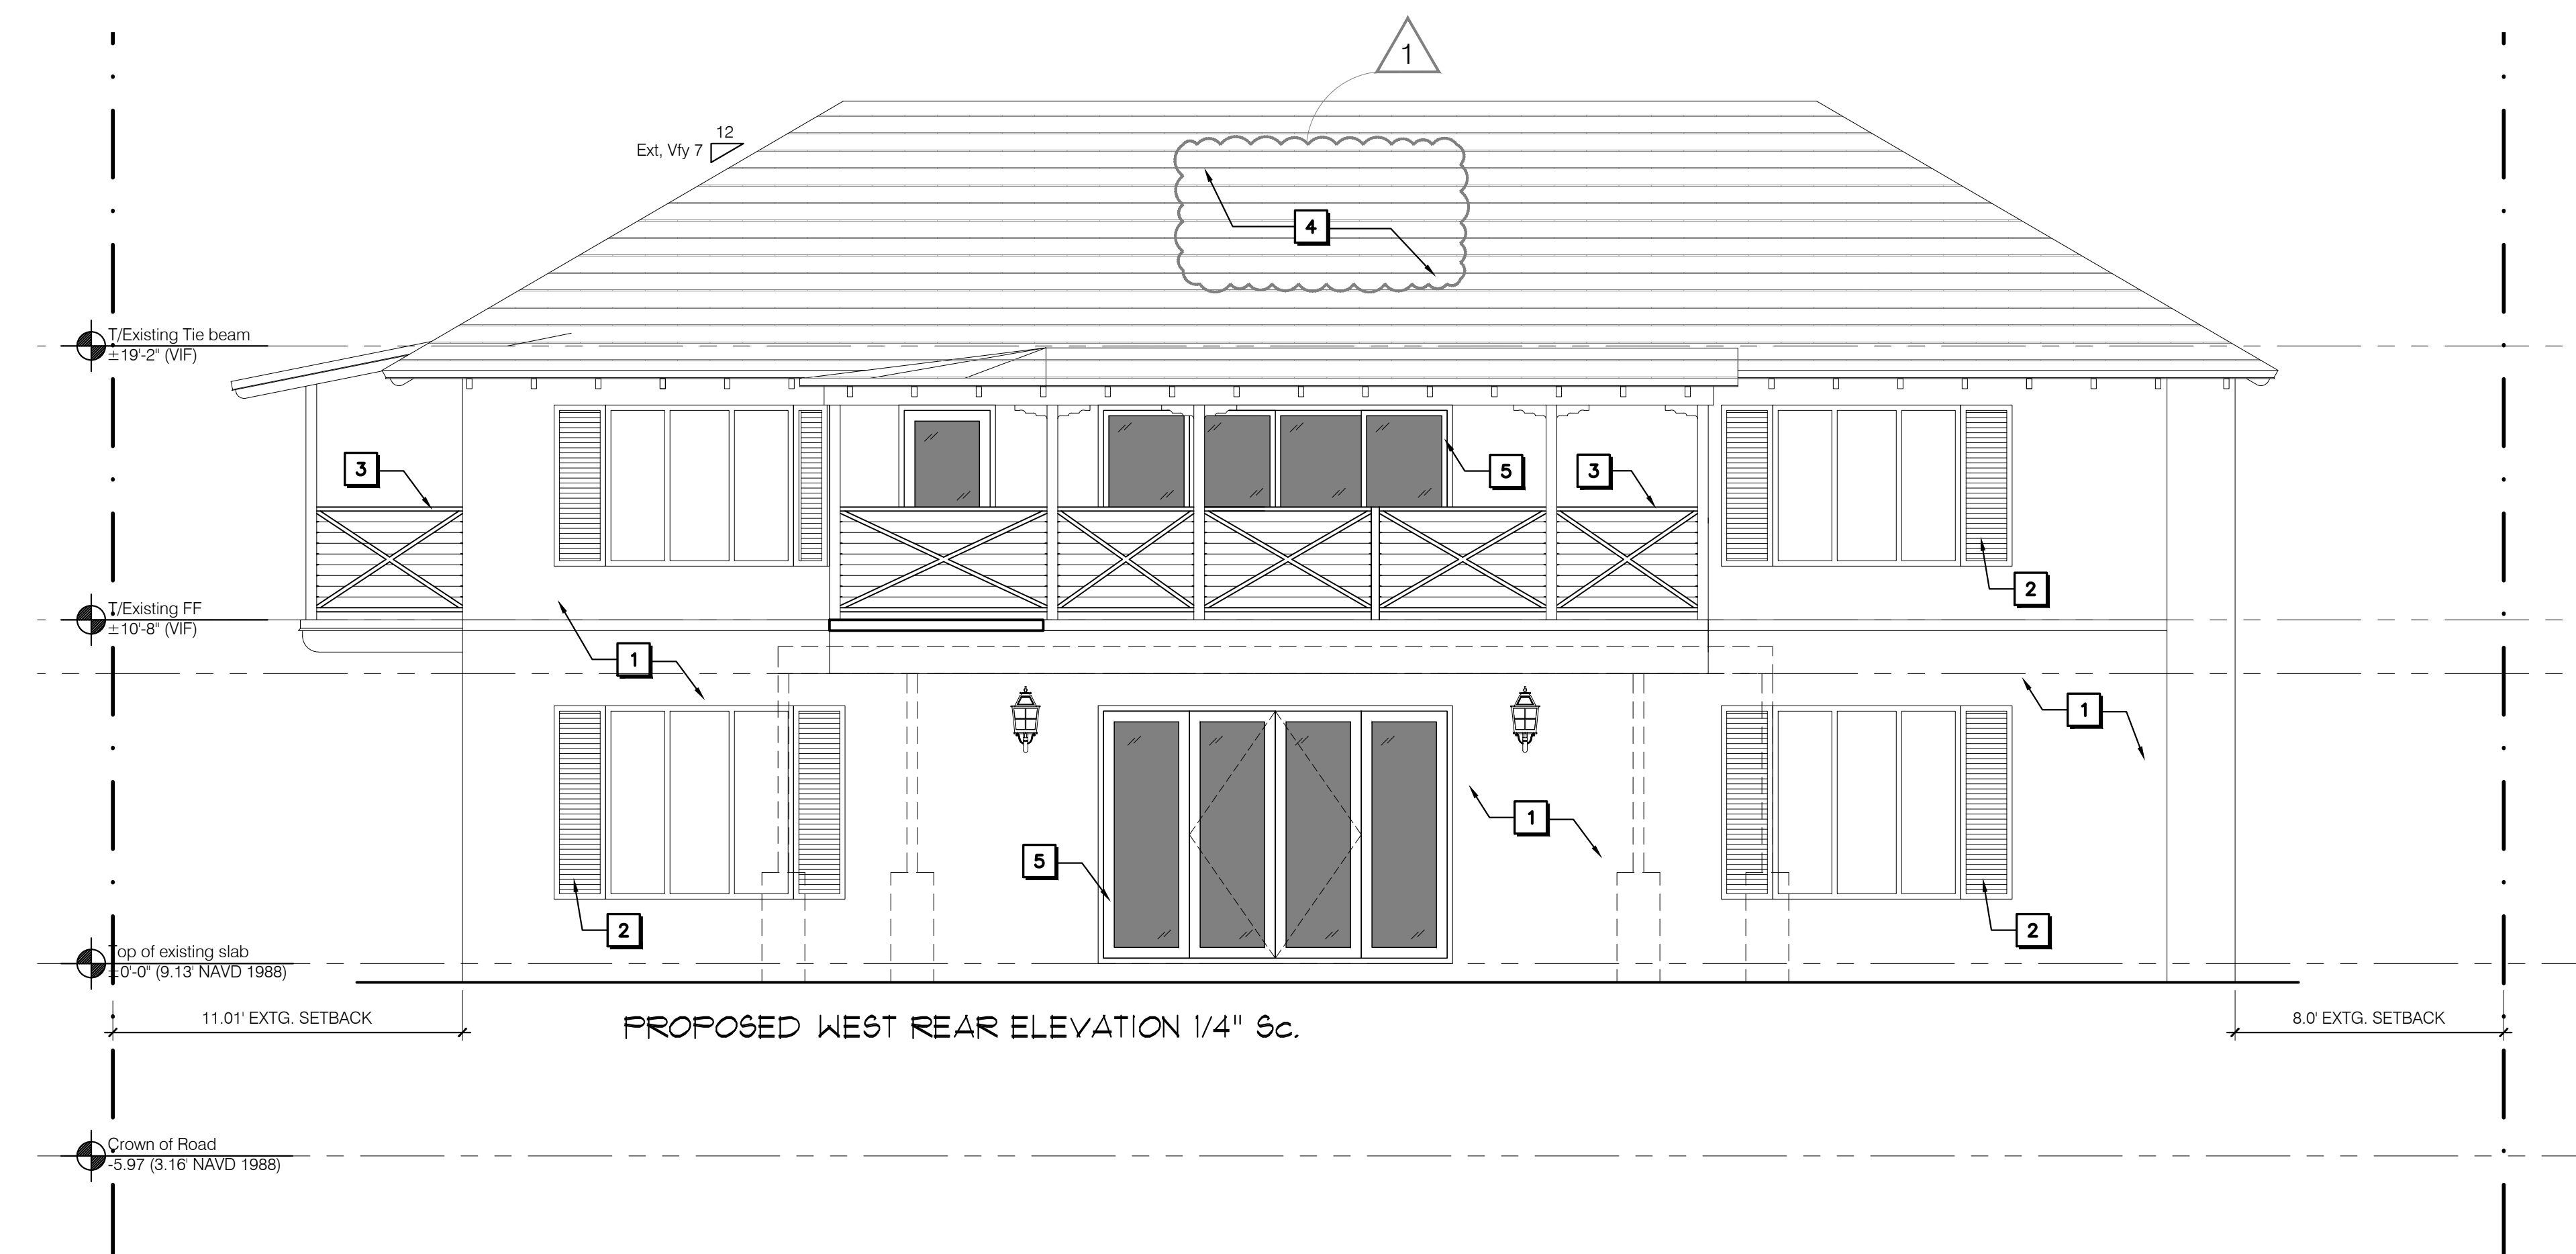 1
12
Ext, Vfy 7
4
T/Existing Tie beam
±19'-2" (VIF)
3
5
3
2
T/Existing FF
±10'-8" (VIF)
1
1
1
5
2
2
Top of existing slab
±0'-0" (9.13' NAVD 1988)
11.01' EXTG. SETBACK
8.0' EXTG. SETBACK
PROPOSED WEST REAR ELEVATION 1/4" Sc.
Crown of Road
-5.97 (3.16' NAVD 1988)